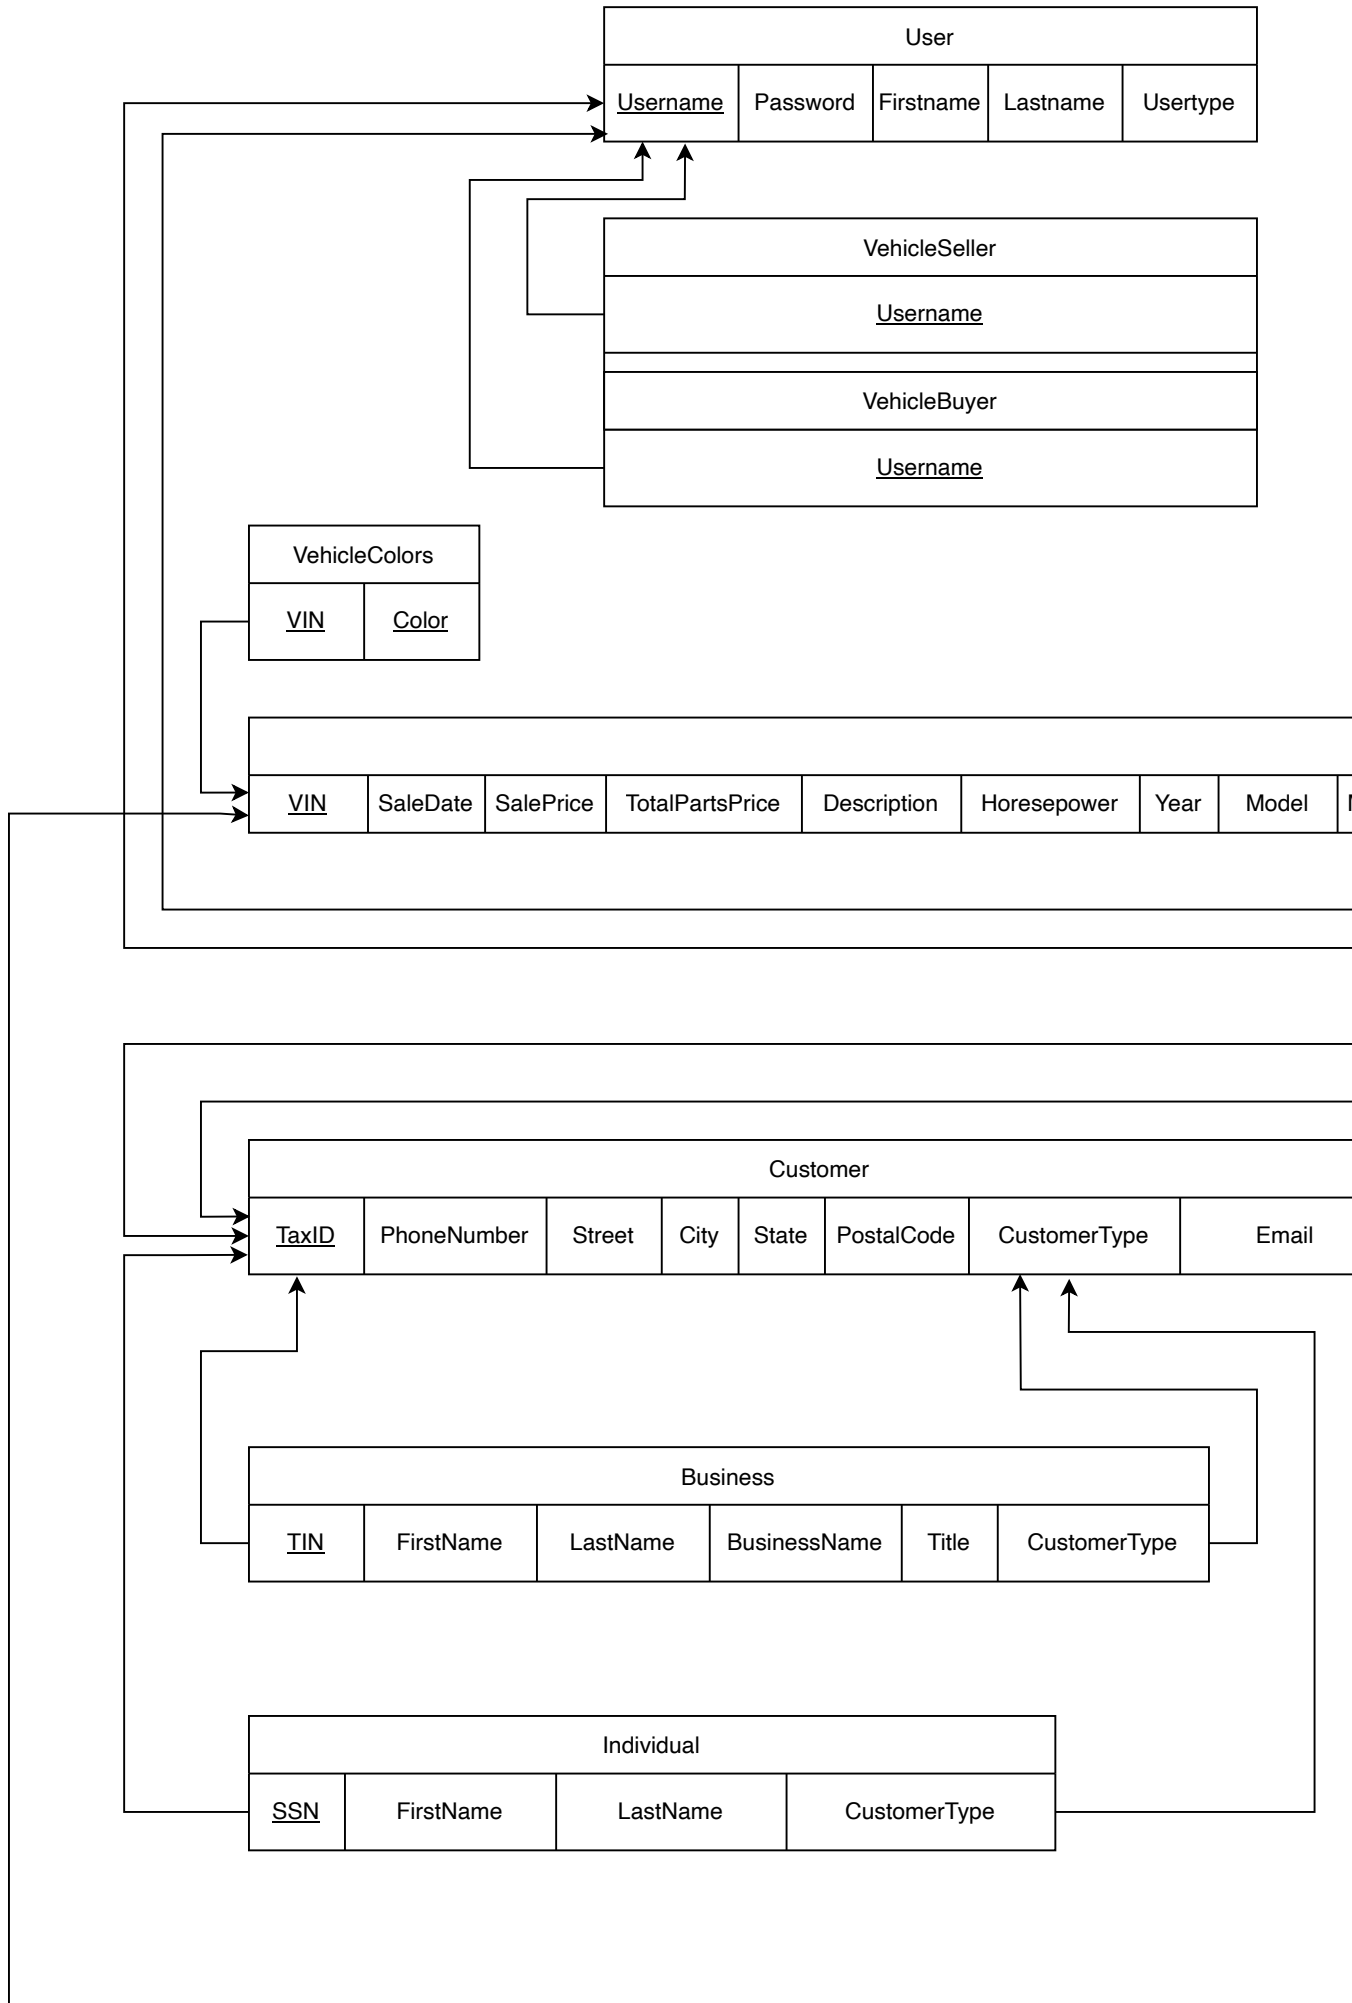 User
Username Password Firstname Lastname Usertype
VehicleSeller
Username
VehicleBuyer
Username
VehicleColors
VIN Color
VIN SaleDate SalePrice TotalPartsPrice Description Horesepower Year Model
Customer
TaxID PhoneNumber Street City State PostalCode CustomerType Email
Business
TIN FirstName LastName BusinessName Title CustomerType
Individual
SSN FirstName LastName CustomerType